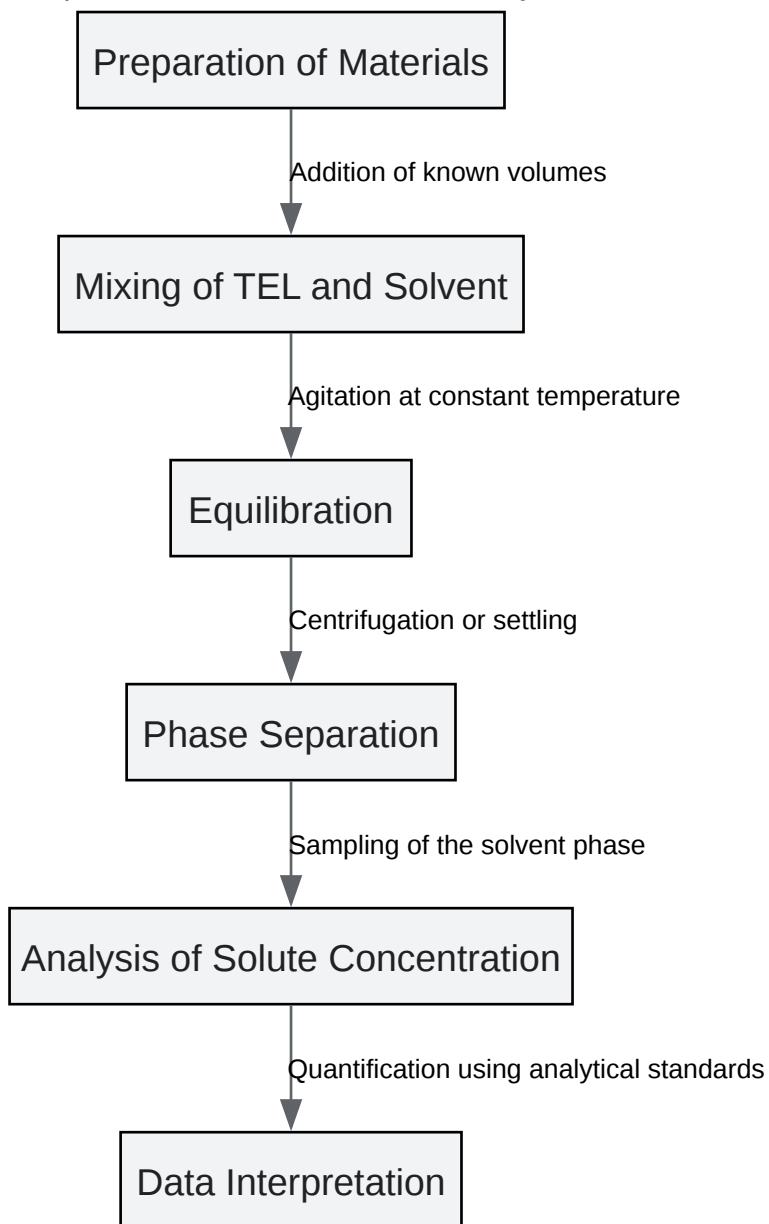 Preparation of Materials
Addition of known volumes
Mixing of TEL and Solvent
Agitation at constant temperature
Equilibration
Centrifugation or settling
Phase Separation
Sampling of the solvent phase
Analysis of Solute Concentration
Quantification using analytical standards
Data Interpretation